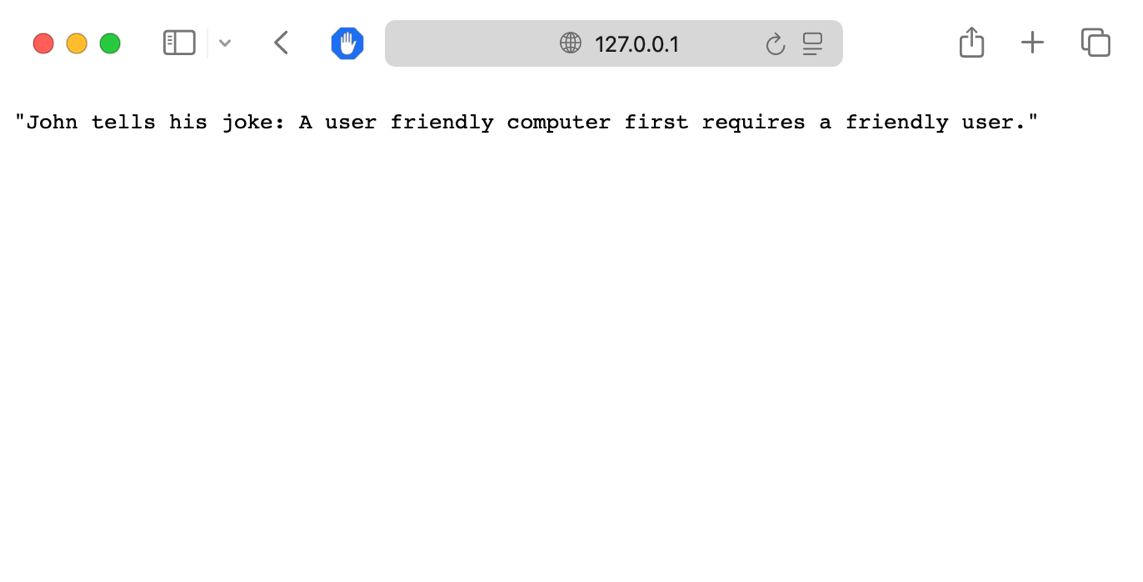 127.0.0.1
"John tells his joke: A user friendly computer first requires a friendly user."